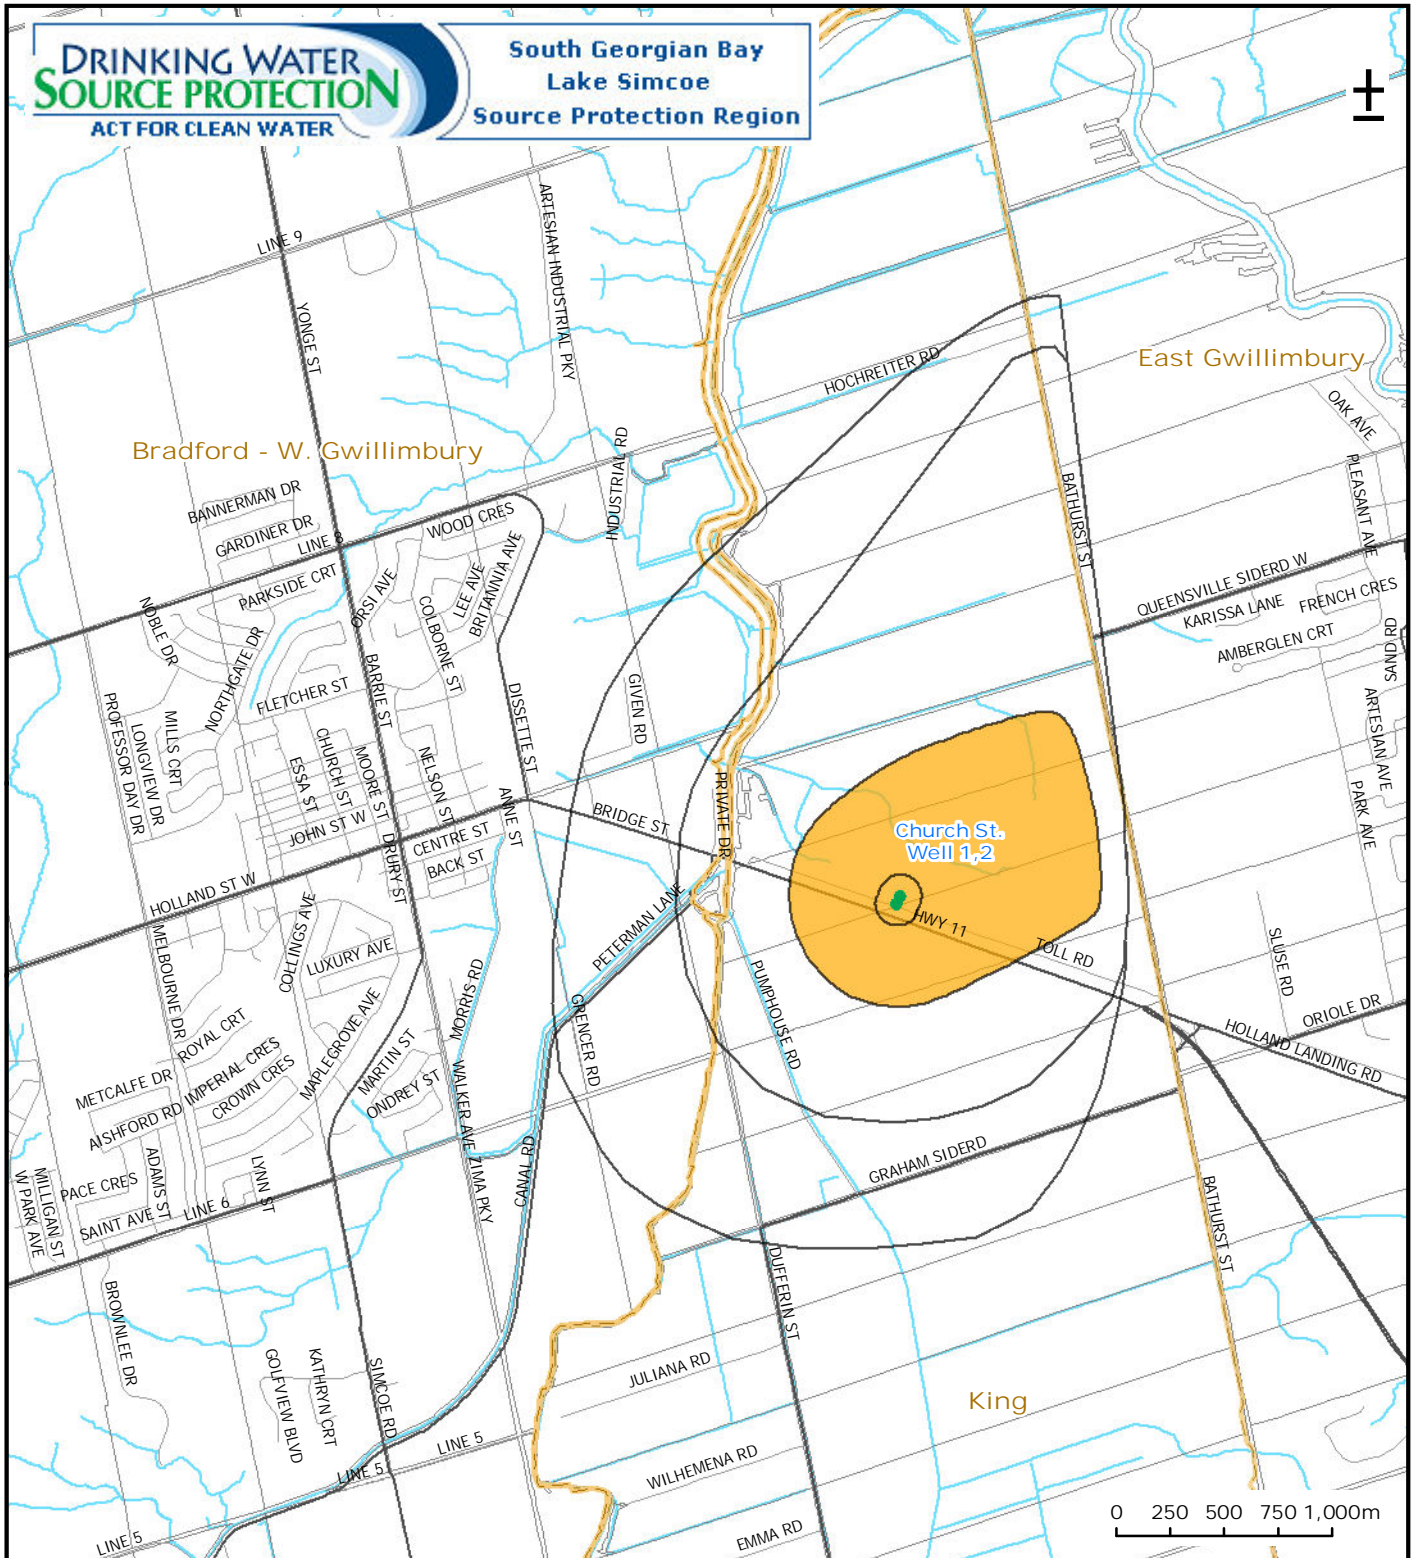 DRINKING WATER
SOURCE PROTECTION
ACT FOR CLEAN WATER
South Georgian Bay
Lake Simcoe
Source Protection Region
LINE 9
ARTESIAN INDUSTRIAL PKY
YONGE ST
HOCHREITER RD
East Gwillimbury
OAK AVE
Bradford - W. Gwillimbury
INDUSTRIAL RD
BATHURST ST
PLEASANT AVE
BANNERMAN DR
GARDINER DR
LINE 8
WOOD CRES
PARKSIDE CRT
ORSI AVE
LEE AVE
BRITANNIA AVE
COLBORNE ST
NOBLE DR
NORTHGATE DR
QUEENSVILLE SIDERD W
KARISSA LANE
FRENCH CRES
AMBERGLEN CRT
SAND RD
FLETCHER ST
BARRIE ST
DISSETTE ST
GIVEN RD
ARTESIAN AVE
PROFESSOR DAY DR
LONGVIEW DR
MILLS CRT
ESSA ST
CHURCH ST
MOORE ST
NELSON ST
JOHN ST W
DRURY ST
CENTRE ST
BACK ST
ANNE ST
BRIDGE ST
PRIVATE DR
PARK AVE
Church St.
Well 1,2
HOLLAND ST W
HWY 11
TOLL RD
PETERMAN LANE
COLLINGS AVE
LUXURY AVE
MELBOURNE DR
MORRIS RD
PUMPHOUSE RD
SLUSE RD
ORIOLE DR
HOLLAND LANDING RD
GRENCER RD
ROYAL CRT
METCALFE DR
IMPERIAL CRES
MAPLEGROVE AVE
MARTIN ST
CROWN CRES
ONDREY ST
AISHFORD RD
WALKER AVE
ZIMA PKY
CANAL RD
GRAHAM SIDERD
BATHURST ST
W PARK AVE
MILLIGAN ST
PACE CRES
ADAMS ST
LYNN ST
SAINT AVE
LINE 6
DUFFERIN ST
BROWNLEE DR
GOLFVIEW BLVD
KATHRYN CRT
SIMCOE RD
JULIANA RD
King
LINE 5
WILHEMENA RD
LINE 5
EMMA RD
LINE 5
0 250 500 750 1,000m